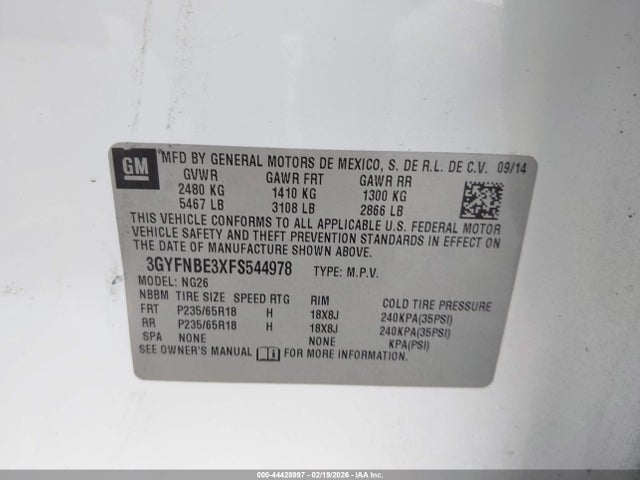 GM
MFD BY GENERAL MOTORS DE MEXICO, S. DE R.L. DE C.V. 09/14
GVWR GAWR FRT GAWR RR
2480 KG 1410 KG 1300 KG
5467 LB 3108 LB 2866 LB
THIS VEHICLE CONFORMS TO ALL APPLICABLE U.S. FEDERAL MOTOR
VEHICLE SAFETY AND THEFT PREVENTION STANDARDS IN EFFECT ON
THE DATE OF MANUFACTURE SHOWN ABOVE.
3GYFNBE3XFS544978 TYPE: M.P.V.
MODEL: NG26
NBBM TIRE SIZE SPEED RTG RIM COLD TIRE PRESSURE
FRT P235/65R18 H 18X8J 240KPA(35PSI)
RR P235/65R18 H 18X8J 240KPA(35PSI)
SPA NONE NONE KPA(PSI)
SEE OWNER'S MANUAL FOR MORE INFORMATION.
000-44428997 - 02/19/2026 - IAA Inc.